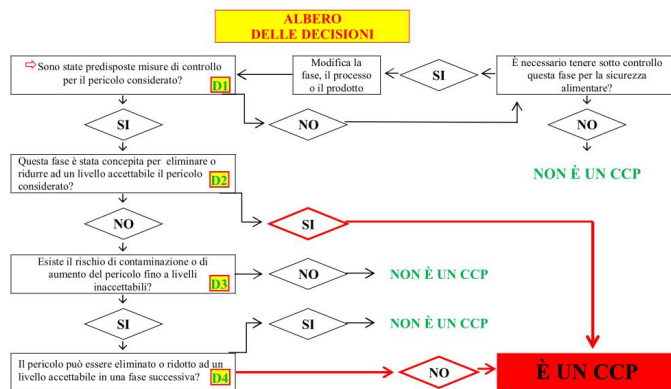 ALBERO
DELLE DECISIONI
⇨Sono state predisposte misure di controllo
per il pericolo considerato?
D1
Modifica la
fase, il processo
o il prodotto
SI
È necessario tenere sotto controllo
questa fase per la sicurezza
alimentare?
SI
NO
NO
NON È UN CCP
Questa fase è stata concepita per eliminare o
ridurre ad un livello accettabile il pericolo
considerato?
D2
NO
SI
Esiste il rischio di contaminazione o di
aumento del pericolo fino a livelli
inaccettabili?
D3
NO
NON È UN CCP
SI
SI
NON È UN CCP
Il pericolo può essere eliminato o ridotto ad un
livello accettabile in una fase successiva?
D4
NO
È UN CCP